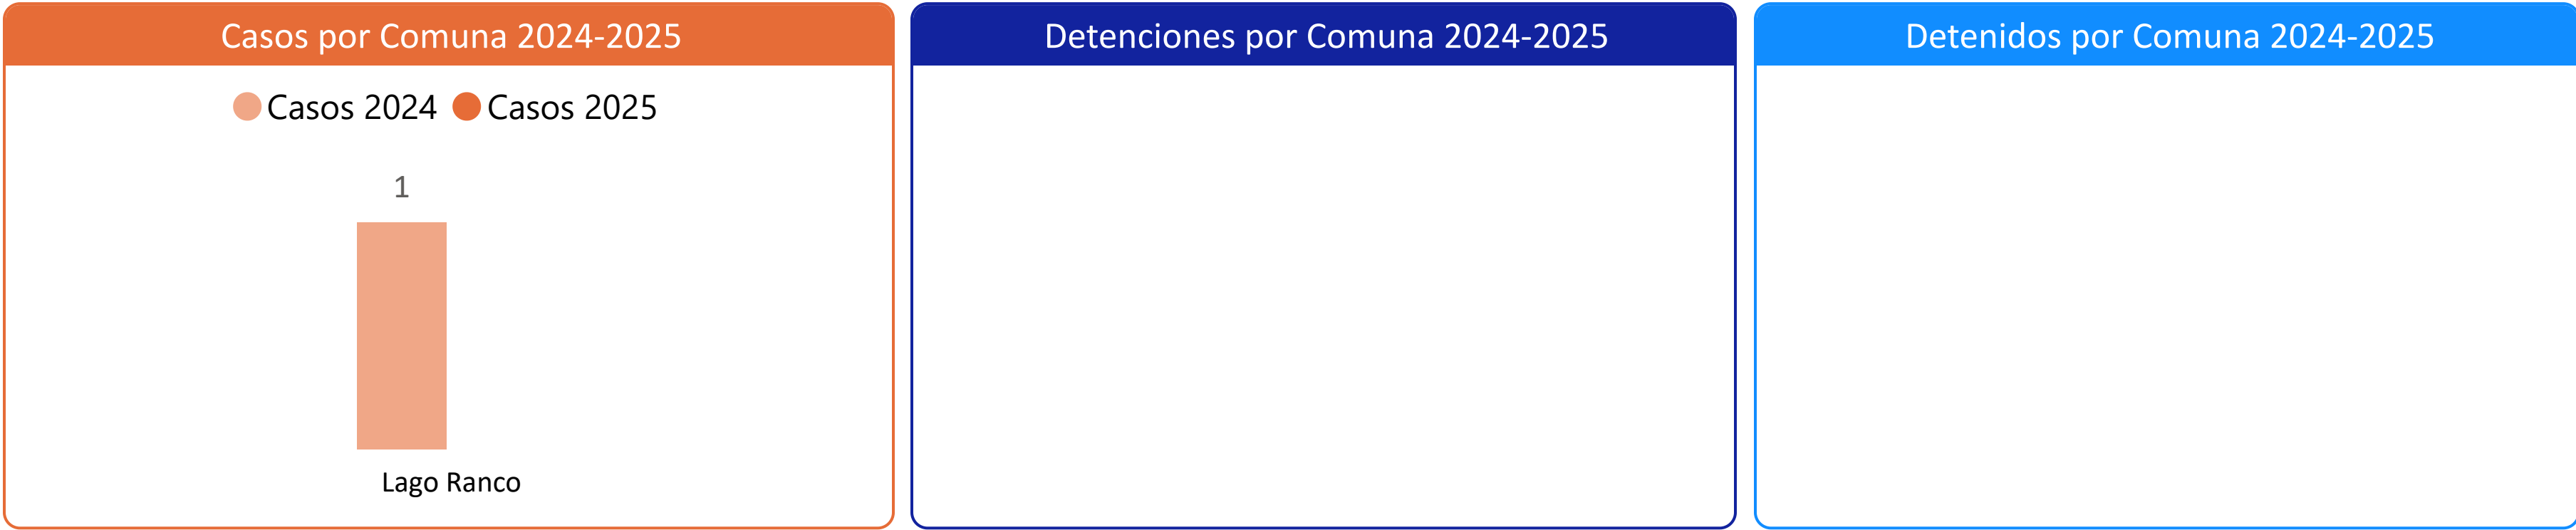 Casos por Comuna 2024-2025
Casos 2024 Casos 2025
1
Lago Ranco
Detenciones por Comuna 2024-2025
Detenidos por Comuna 2024-2025